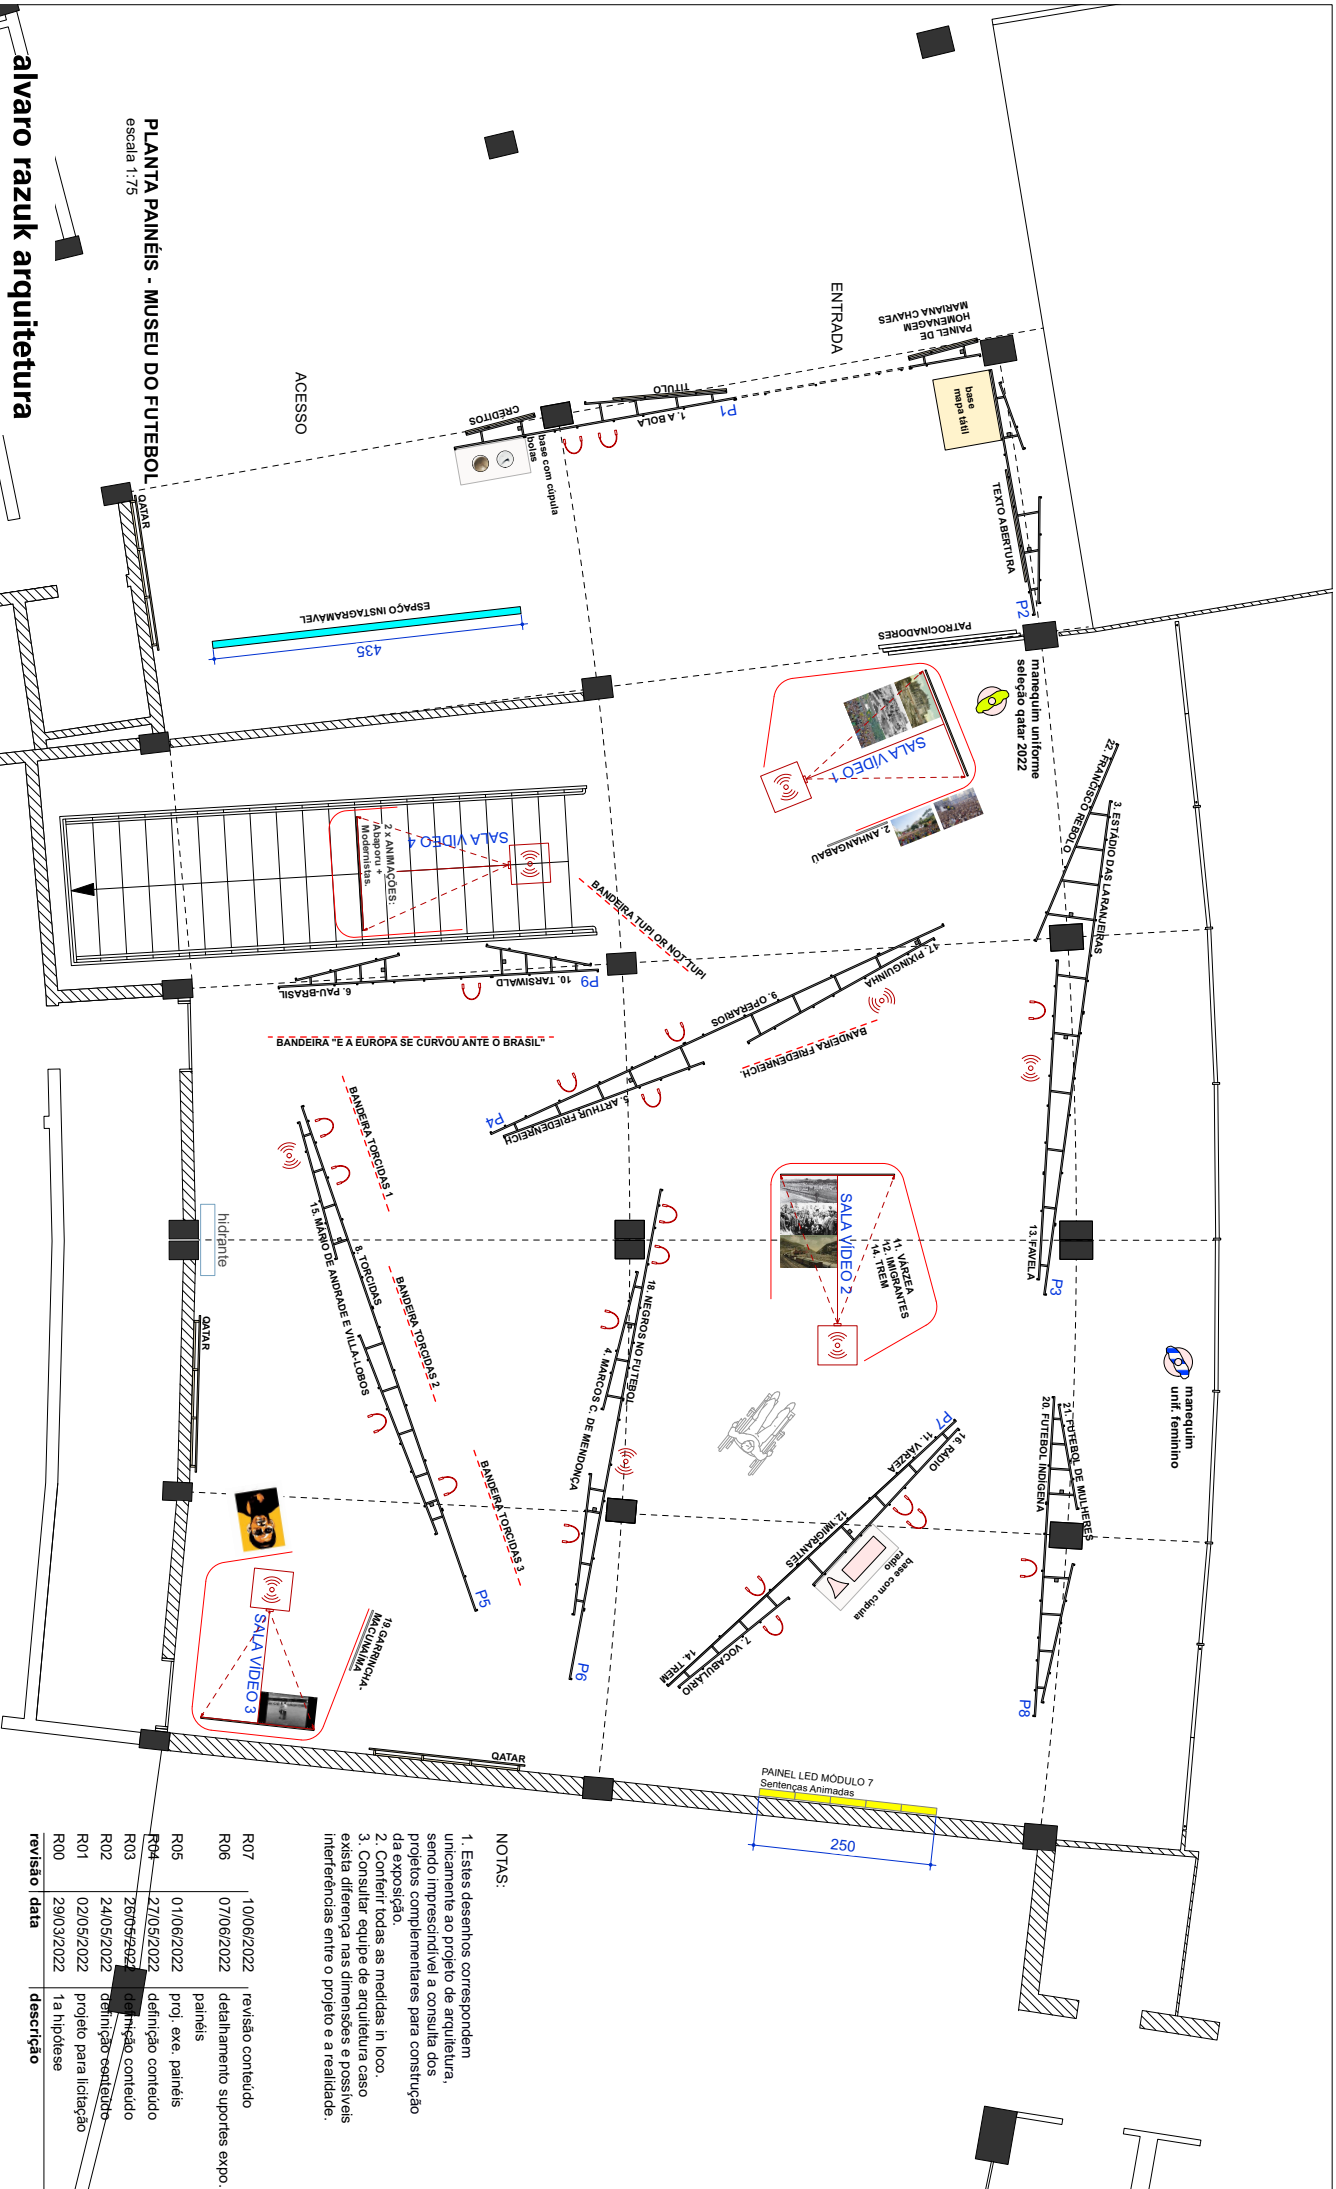 alvaro razuk arquitetura
PLANTA PAINÉIS - MUSEU DO FUTEBOL
escala 1:75
ACESSO
ENTRADA
PAINEL DE
HOMENAGEM
MARIANA CHAVES
base
mapa tátil
TÍTULO
1. A BOLA
P1
CRÉDITOS
base com cúpula
bolas
TEXTO ABERTURA
P2
QATAR
ESPAÇO INSTAGRAMÁVEL
435
PATROCINADORES
manequim uniforme
seleção qatar 2022
SALA VÍDEO 1
2. ANHANGABAÚ
22. FRANCISCO REBOLO
3. ESTÁDIO DAS LARANJEIRAS
SALA VÍDEO 4
2 x ANIMAÇÕES:
Abaporu +
Modernistas.
BANDEIRA TUPI OR NOT TUPI
6. PAU-BRASIL
10. TARSIWALD
P9
17. PIXINGUINHA
9. OPERÁRIOS
BANDEIRA FRIEDENREICH.
5. ARTHUR FRIEDENREICH
P4
BANDEIRA "E A EUROPA SE CURVOU ANTE O BRASIL"
BANDEIRA TORCIDAS 1
15. MÁRIO DE ANDRADE E VILLA-LOBOS
8. TORCIDAS
BANDEIRA TORCIDAS 2
BANDEIRA TORCIDAS 3
P5
hidrante
QATAR
SALA VÍDEO 2
11. VÁRZEA
12. IMIGRANTES
14. TREM
13. FAVELA
P3
18. NEGROS NO FUTEBOL
4. MARCOS C. DE MENDONÇA
P6
manequim
unif. feminino
21. FUTEBOL DE MULHERES
20. FUTEBOL INDÍGENA
P8
P7
16. RÁDIO
11. VÁRZEA
12. IMIGRANTES
base com cúpula
radio
7. VOCABULÁRIO
14. TREM
SALA VÍDEO 3
19. GARRINCHA-
MACUNAÍMA
QATAR
PAINEL LED MÓDULO 7
Sentenças Animadas
250
NOTAS:
1. Estes desenhos correspondem
unicamente ao projeto de arquitetura,
sendo imprescindível a consulta dos
projetos complementares para construção
da exposição.
2. Conferir todas as medidas in loco.
3. Consultar equipe de arquitetura caso
exista diferença nas dimensões e possíveis
interferências entre o projeto e a realidade.
R07 10/06/2022 revisão conteúdo
R06 07/06/2022 detalhamento suportes expo.
painéis
R05 01/06/2022 proj. exe. painéis
R04 27/05/2022 definição conteúdo
R03 26/05/2022 definição conteúdo
R02 24/05/2022 definição conteúdo
R01 02/05/2022 projeto para licitação
R00 29/03/2022 1a hipótese
revisão data descrição